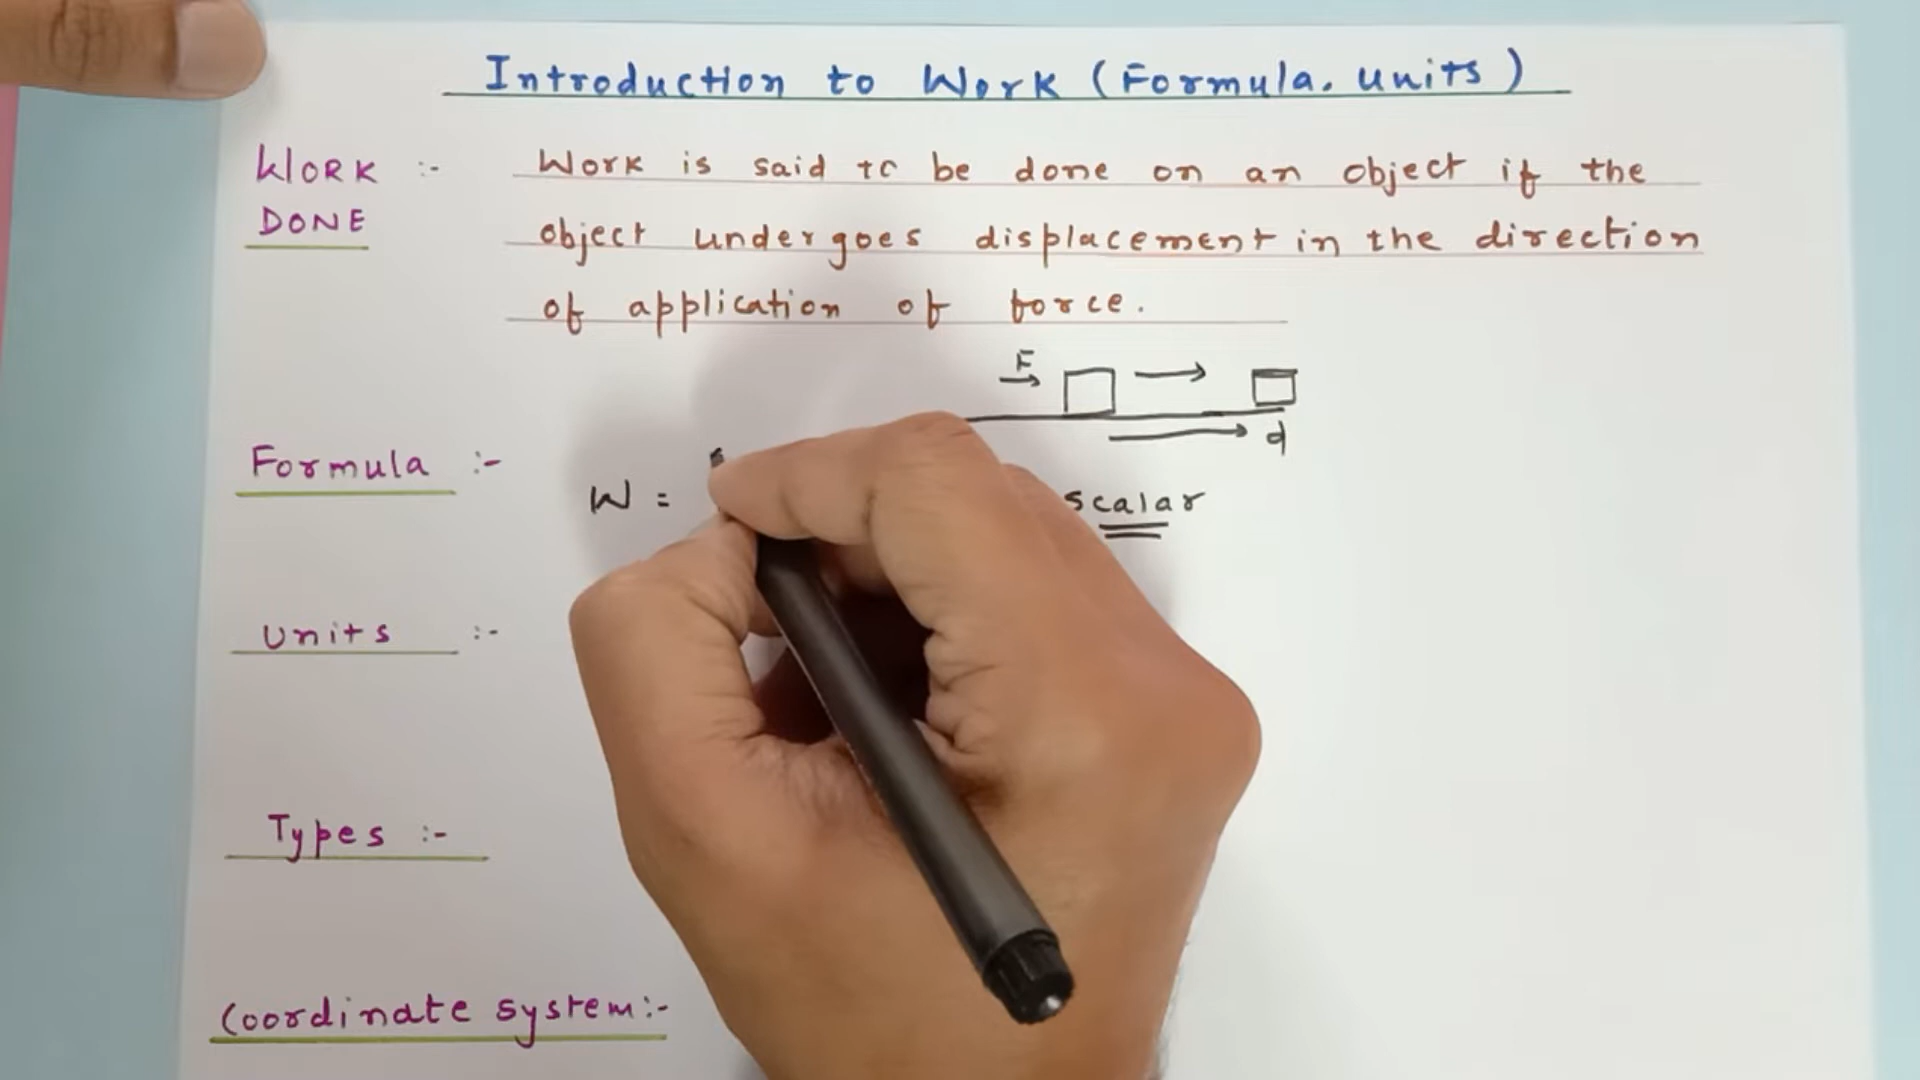 Introduction to Work (Formula, units)
WORK DONE :- Work is said to be done on an object if the
object undergoes displacement in the direction
of application of force.
F
d
Formula :- W = scalar
Units :-
Types :-
Coordinate system:-